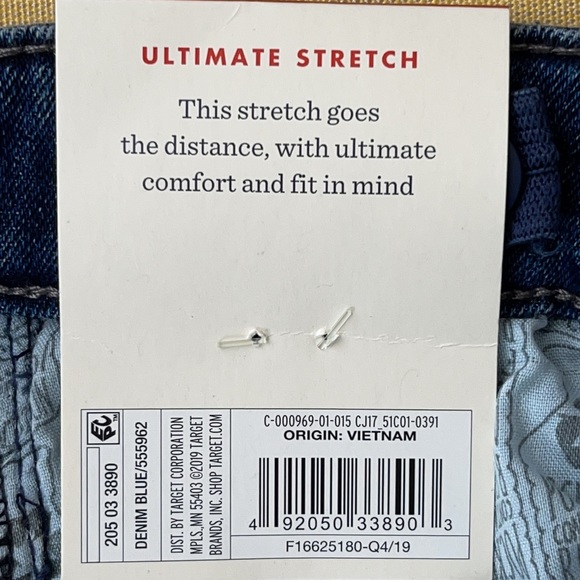 ULTIMATE STRETCH
This stretch goes
the distance, with ultimate
comfort and fit in mind
EPC™
205 03 3890
DENIM BLUE/555962
DIST. BY TARGET CORPORATION
MPLS.,MN 55403 ©2019 TARGET
BRANDS, INC. SHOP TARGET.COM
C-000969-01-015 CJ17_51C01-0391
ORIGIN: VIETNAM
4 92050 33890 3
F16625180-Q4/19